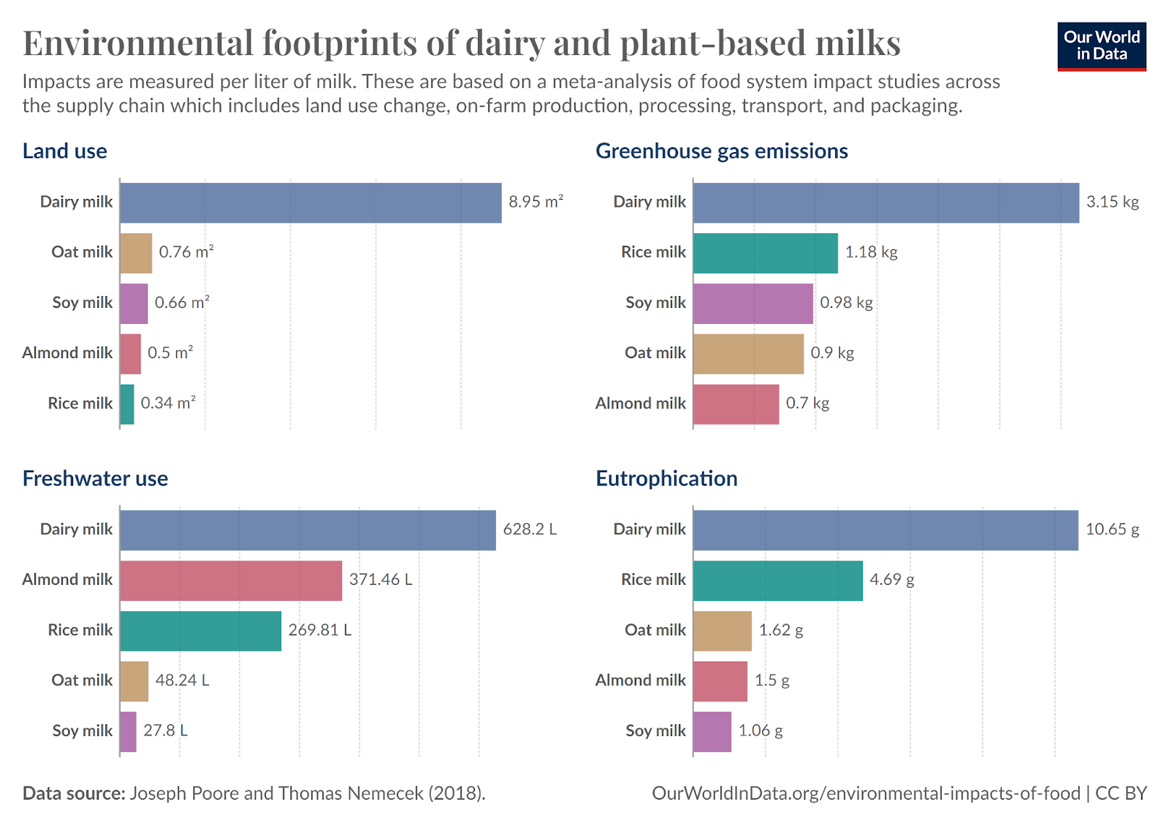 Environmental footprints of dairy and plant-based milks
Our World
in Data
Impacts are measured per liter of milk. These are based on a meta-analysis of food system impact studies across
the supply chain which includes land use change, on-farm production, processing, transport, and packaging.
Land use
Dairy milk 8.95 m²
Oat milk 0.76 m²
Soy milk 0.66 m²
Almond milk 0.5 m²
Rice milk 0.34 m²
Greenhouse gas emissions
Dairy milk 3.15 kg
Rice milk 1.18 kg
Soy milk 0.98 kg
Oat milk 0.9 kg
Almond milk 0.7 kg
Freshwater use
Dairy milk 628.2 L
Almond milk 371.46 L
Rice milk 269.81 L
Oat milk 48.24 L
Soy milk 27.8 L
Eutrophication
Dairy milk 10.65 g
Rice milk 4.69 g
Oat milk 1.62 g
Almond milk 1.5 g
Soy milk 1.06 g
Data source: Joseph Poore and Thomas Nemecek (2018).
OurWorldInData.org/environmental-impacts-of-food | CC BY